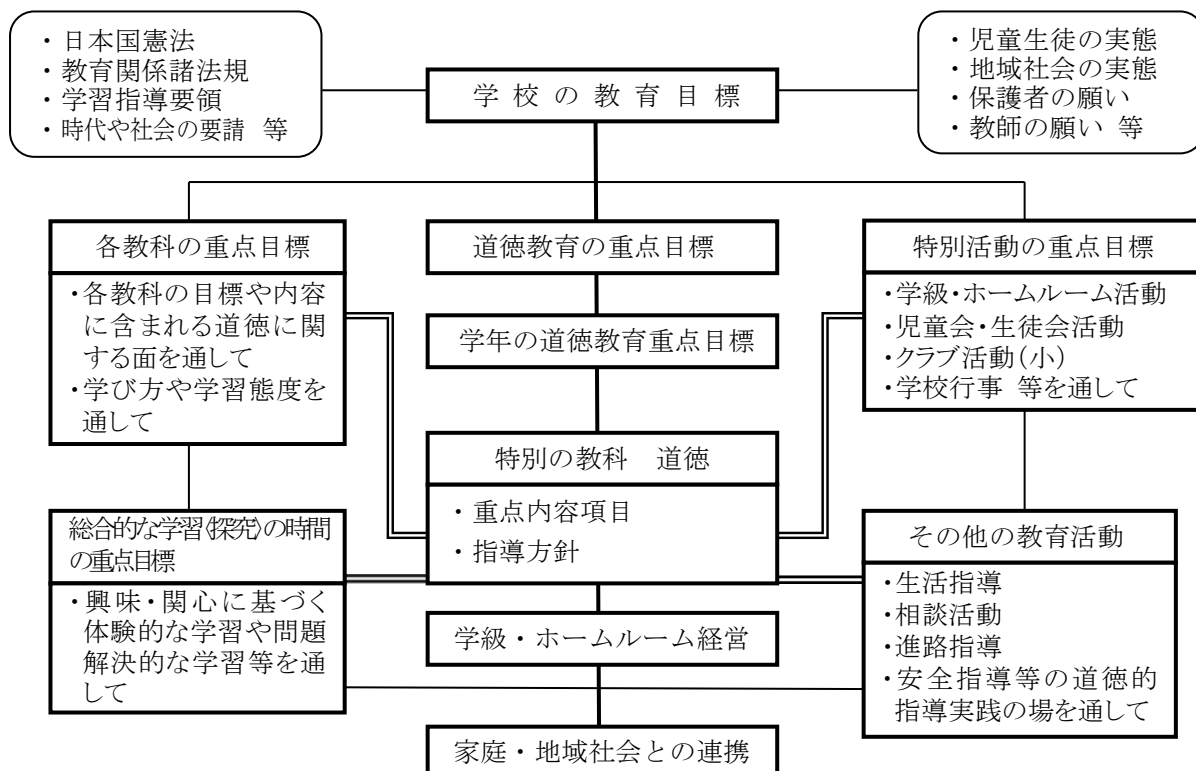 ・日本国憲法
・教育関係諸法規
・学習指導要領
・時代や社会の要請 等
学校の教育目標
・児童生徒の実態
・地域社会の実態
・保護者の願い
・教師の願い 等
各教科の重点目標
・各教科の目標や内容
に含まれる道徳に関
する面を通して
・学び方や学習態度を
通して
道徳教育の重点目標
学年の道徳教育重点目標
特別活動の重点目標
・学級・ホームルーム活動
・児童会・生徒会活動
・クラブ活動(小)
・学校行事 等を通して
特別の教科 道徳
・重点内容項目
・指導方針
総合的な学習〈探究〉の時間
の重点目標
・興味・関心に基づく
体験的な学習や問題
解決的な学習等を通
して
その他の教育活動
・生活指導
・相談活動
・進路指導
・安全指導等の道徳的
指導実践の場を通して
学級・ホームルーム経営
家庭・地域社会との連携